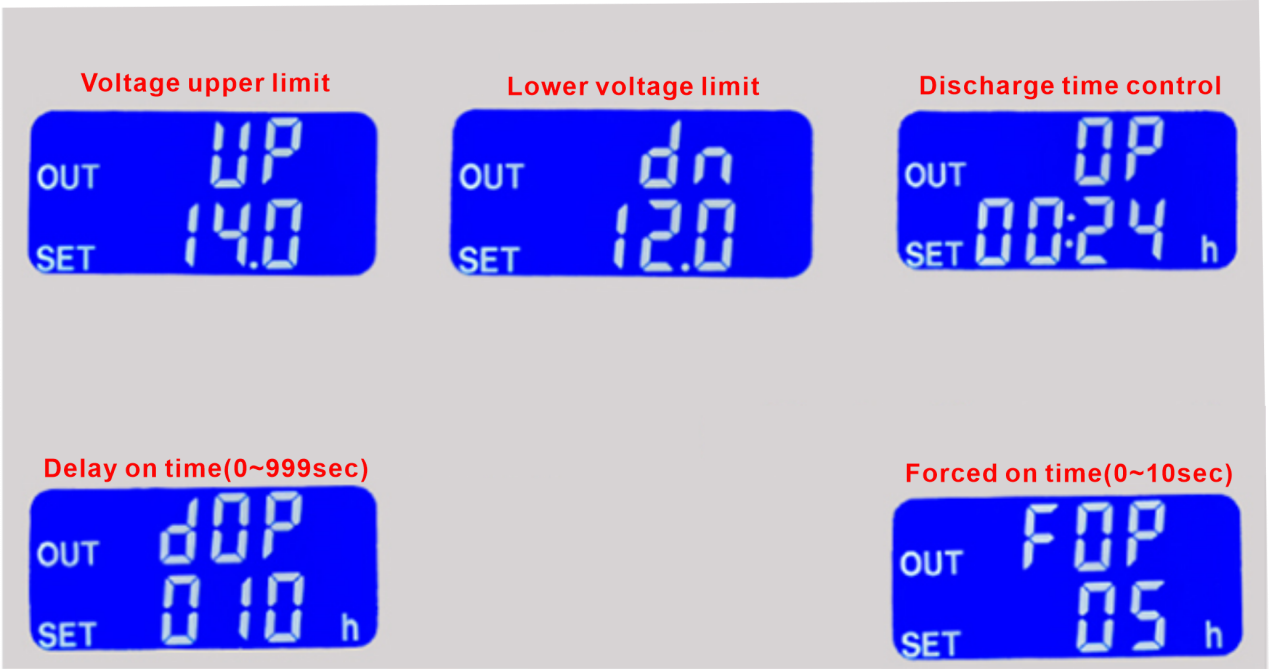 Voltage upper limit
OUT UP
SET 14.0
Lower voltage limit
OUT dn
SET 12.0
Discharge time control
OUT OP
SET 00:24 h
Delay on time(0~999sec)
OUT dOP
SET 010 h
Forced on time(0~10sec)
OUT FOP
SET 05 h